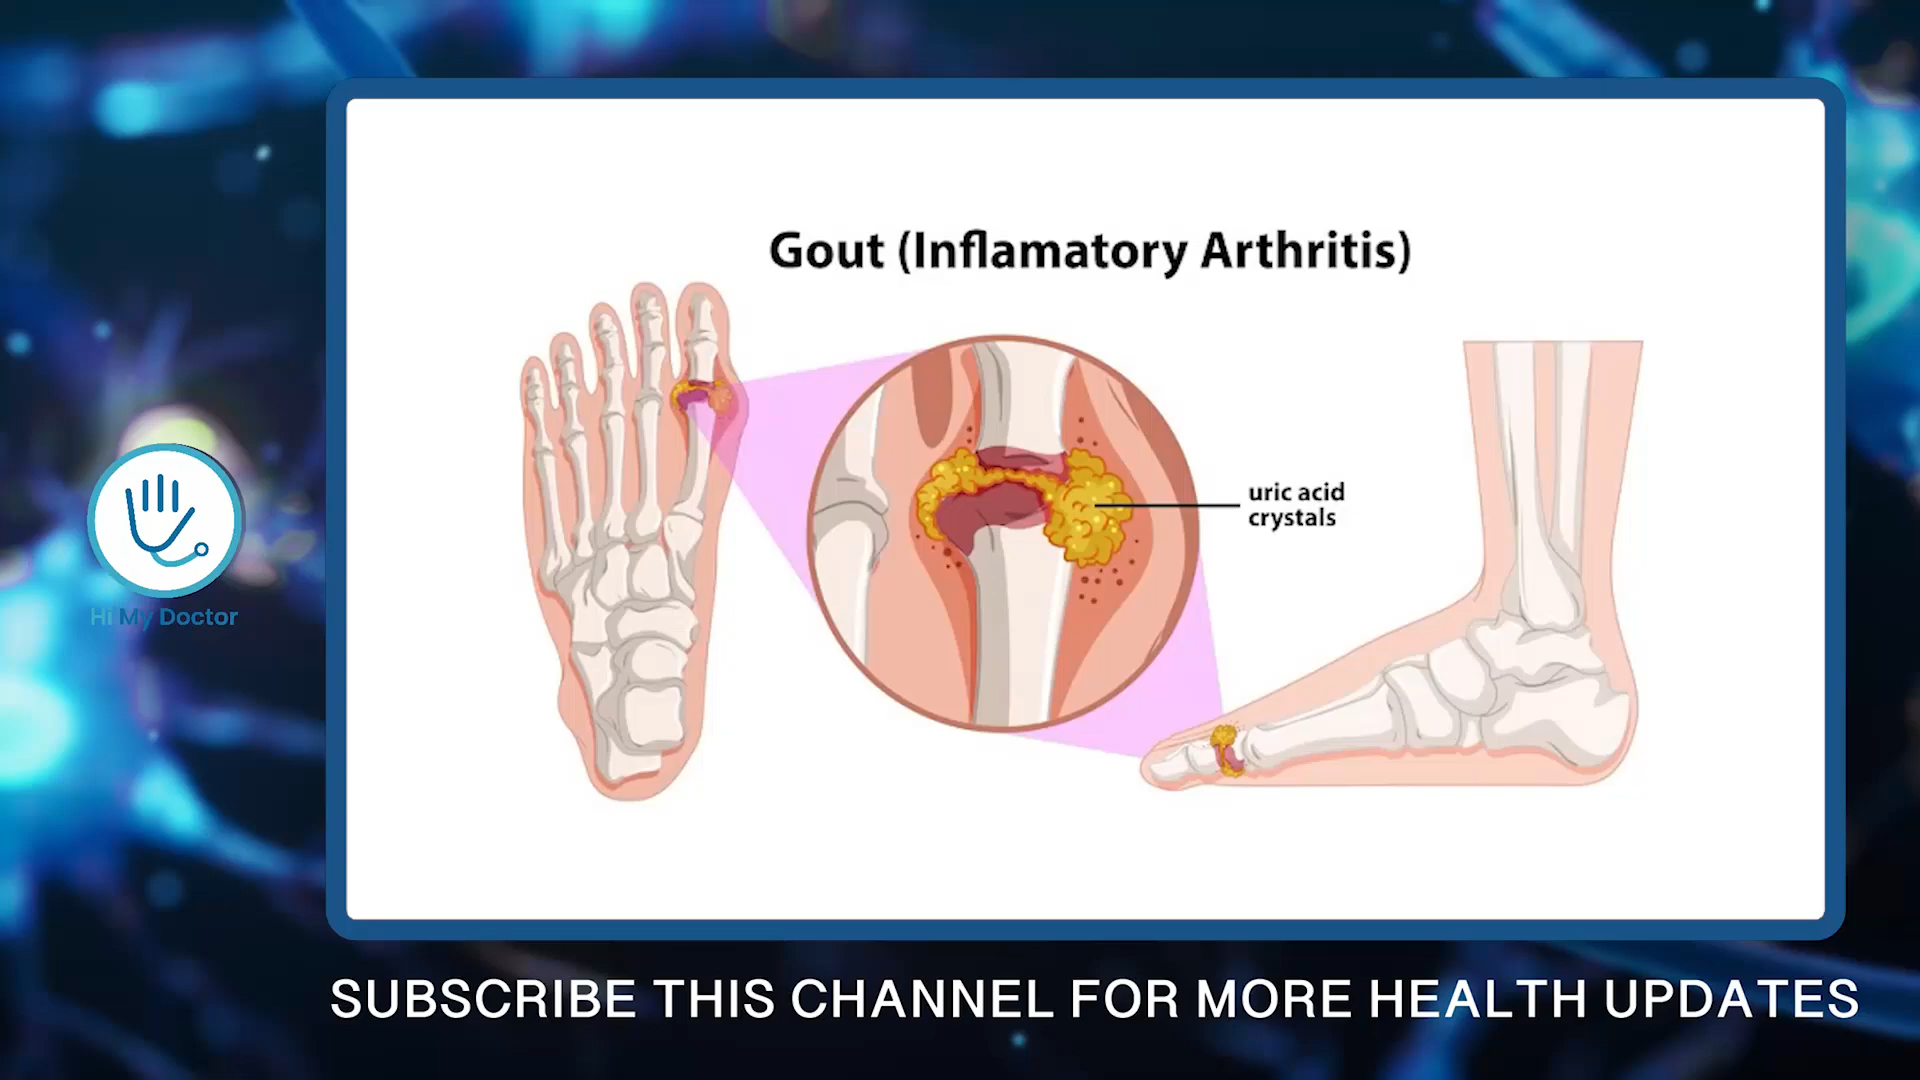 Gout (Inflamatory Arthritis)
uric acid
crystals
Hi My Doctor
SUBSCRIBE THIS CHANNEL FOR MORE HEALTH UPDATES